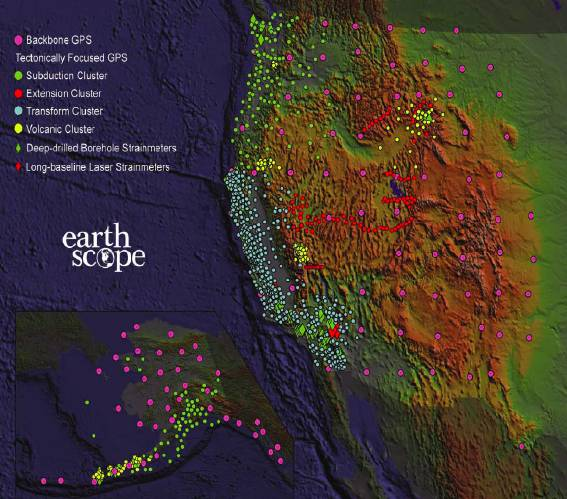 Backbone GPS
Tectonically Focused GPS
Subduction Cluster
Extension Cluster
Transform Cluster
Volcanic Cluster
Deep-drilled Borehole Strainmeters
Long-baseline Laser Strainmeters
earth
scope